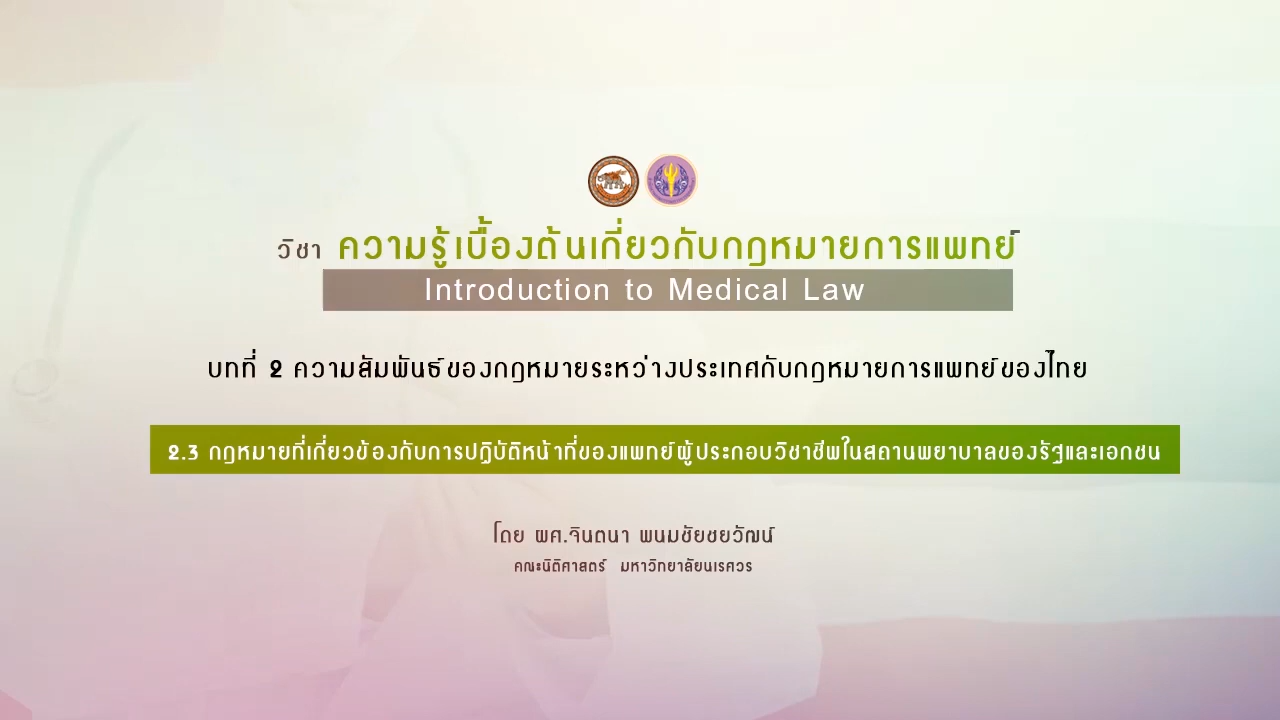 วิชา ความรู้เบื้องต้นเกี่ยวกับกฎหมายการแพทย์
Introduction to Medical Law
บทที่ 2 ความสัมพันธ์ของกฎหมายระหว่างประเทศกับกฎหมายการแพทย์ของไทย
2.3 กฎหมายที่เกี่ยวข้องกับการปฏิบัติหน้าที่ของแพทย์ผู้ประกอบวิชาชีพในสถานพยาบาลของรัฐและเอกชน
โดย ผศ.จินตนา พนมชัยชยวัฒน์
คณะนิติศาสตร์ มหาวิทยาลัยนเรศวร